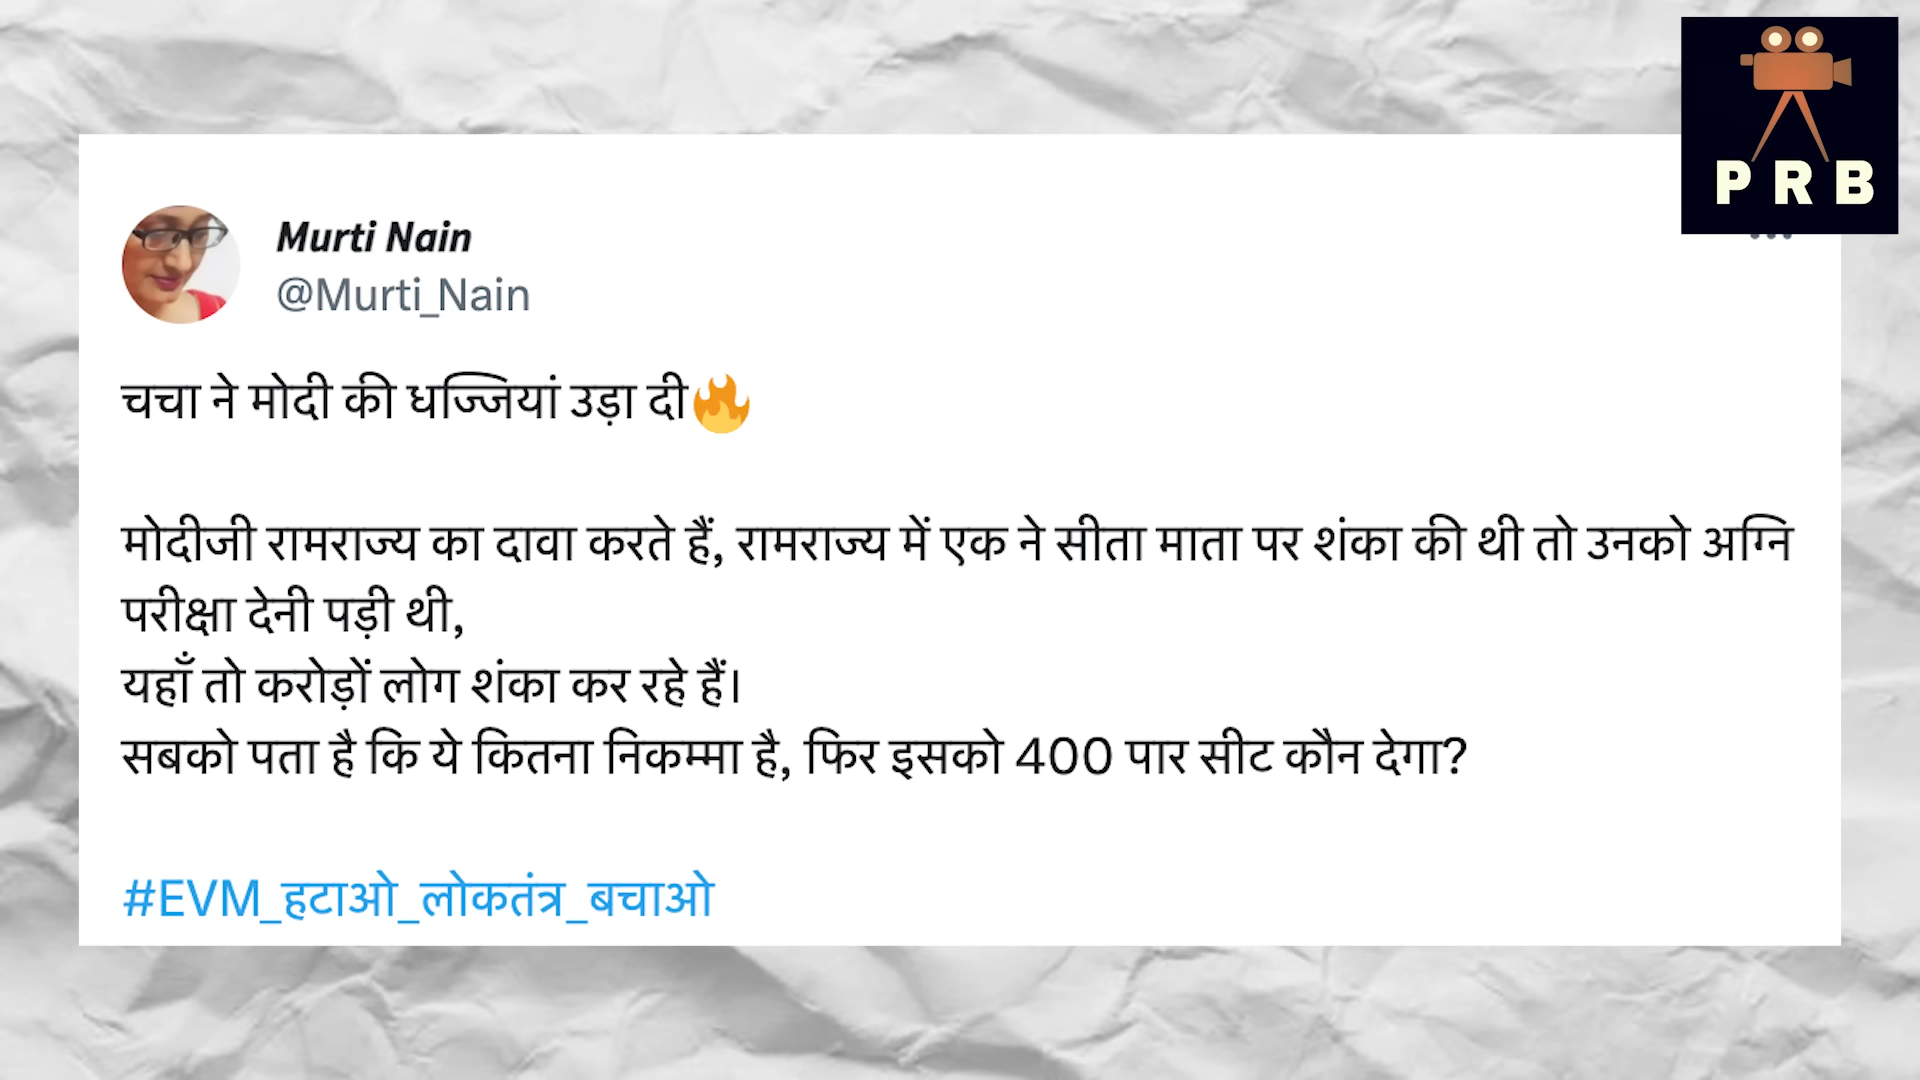 P R B
Murti Nain
@Murti_Nain
चचा ने मोदी की धज्जियां उड़ा दी🔥
मोदीजी रामराज्य का दावा करते हैं, रामराज्य में एक ने सीता माता पर शंका की थी तो उनको अग्नि
परीक्षा देनी पड़ी थी,
यहाँ तो करोड़ों लोग शंका कर रहे हैं।
सबको पता है कि ये कितना निकम्मा है, फिर इसको 400 पार सीट कौन देगा?
#EVM_हटाओ_लोकतंत्र_बचाओ